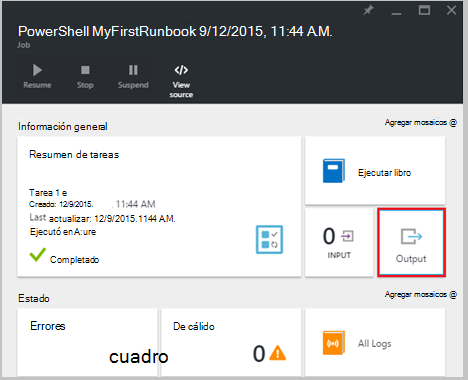 PowerShell MyFirstRunbook 9/12/2015, 11:44 A.M.
Job
Resume
Stop
Suspend
View source
Información general
Agregar mosaicos @
Resumen de tareas
Tarea 1 e
Creado: 12/9/2015. 11:44 AM
Last actualizar: 12/9/2015.1144 A.M.
Ejecutó en A:ure
Completado
Ejecutar libro
0
INPUT
Output
Estado
Agregar mosaicos @
Errores
cuadro
De cálido
0
All Logs